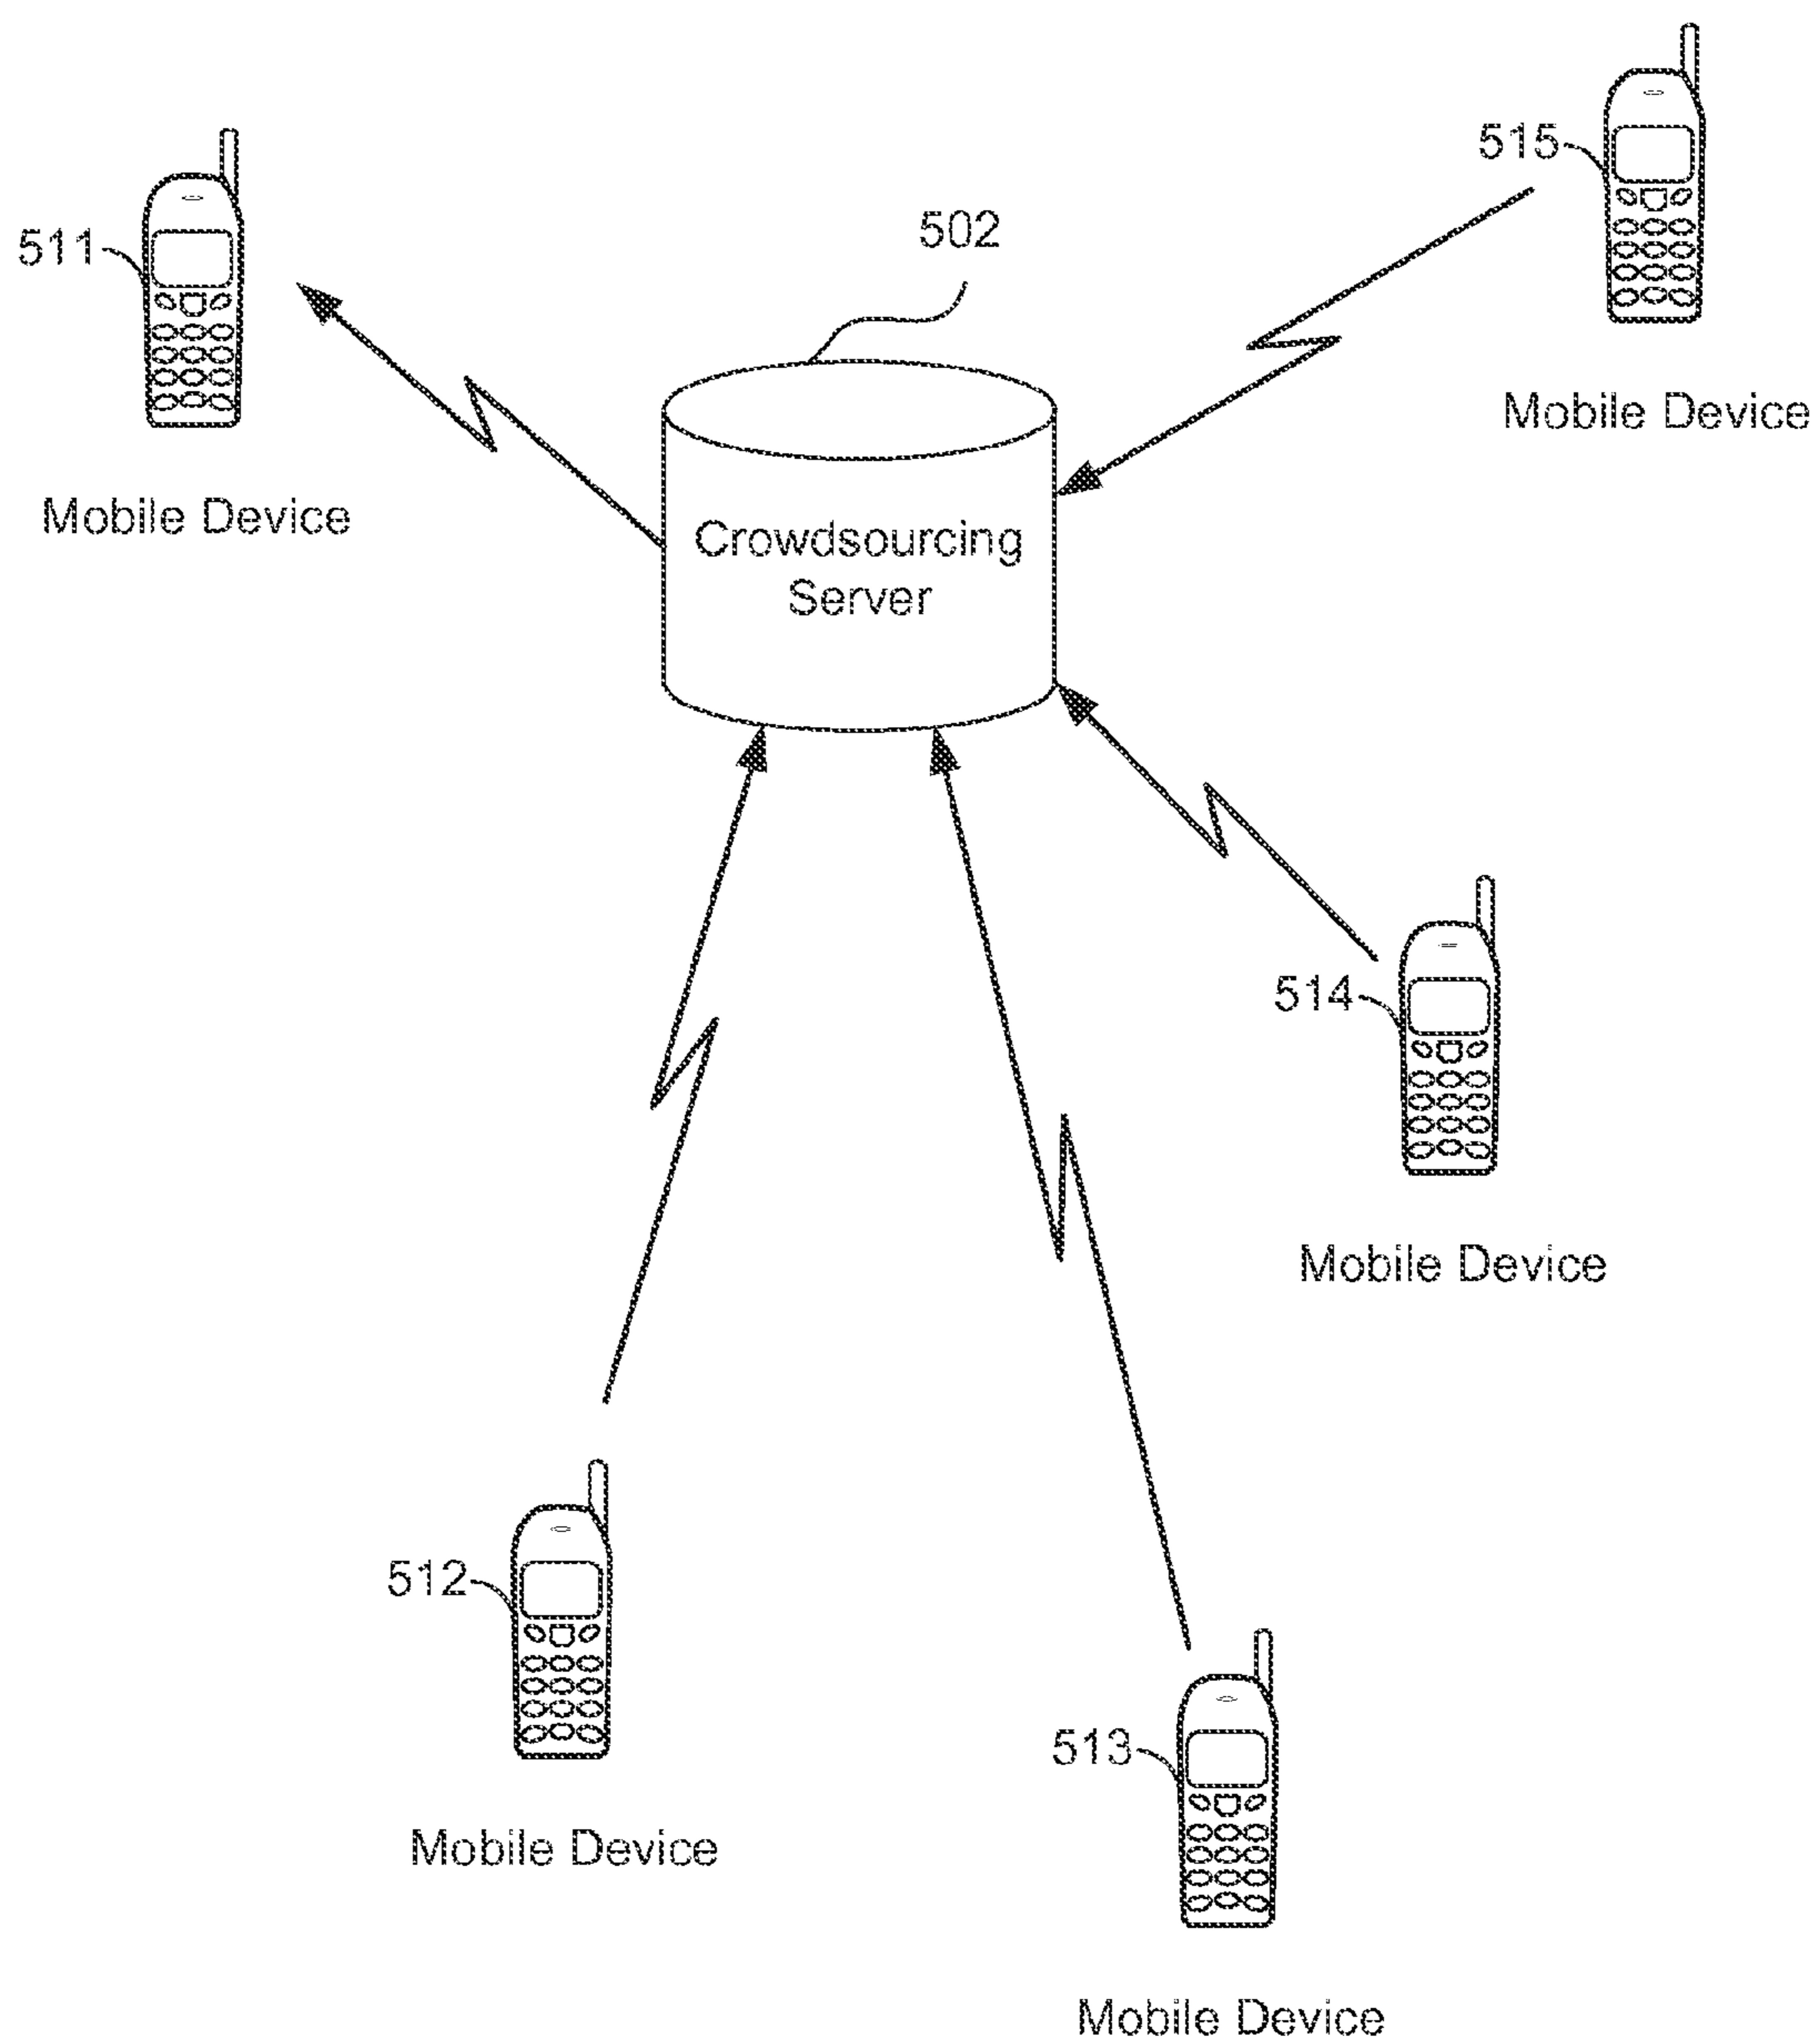 515
502
511
Mobile Device
Mobile Device
Crowdsourcing
Server
514
Mobile Device
512
513
Mobile Device
Mobile Device